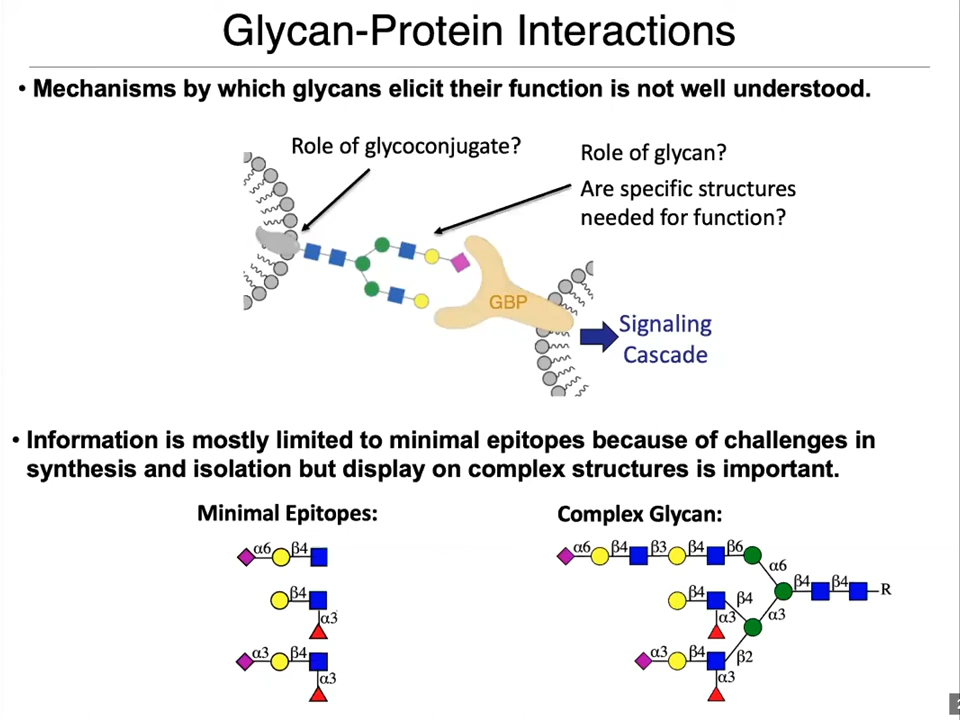 Glycan-Protein Interactions
• Mechanisms by which glycans elicit their function is not well understood.
Role of glycoconjugate?
Role of glycan?
Are specific structures
needed for function?
GBP
Signaling
Cascade
• Information is mostly limited to minimal epitopes because of challenges in
synthesis and isolation but display on complex structures is important.
Minimal Epitopes:
α6 β4
β4
α3
α3 β4
α3
Complex Glycan:
α6 β4 β3 β4 β6
α6
β4 β4 R
β4 β4
α3
α3
α3 β4
β2
α3
2